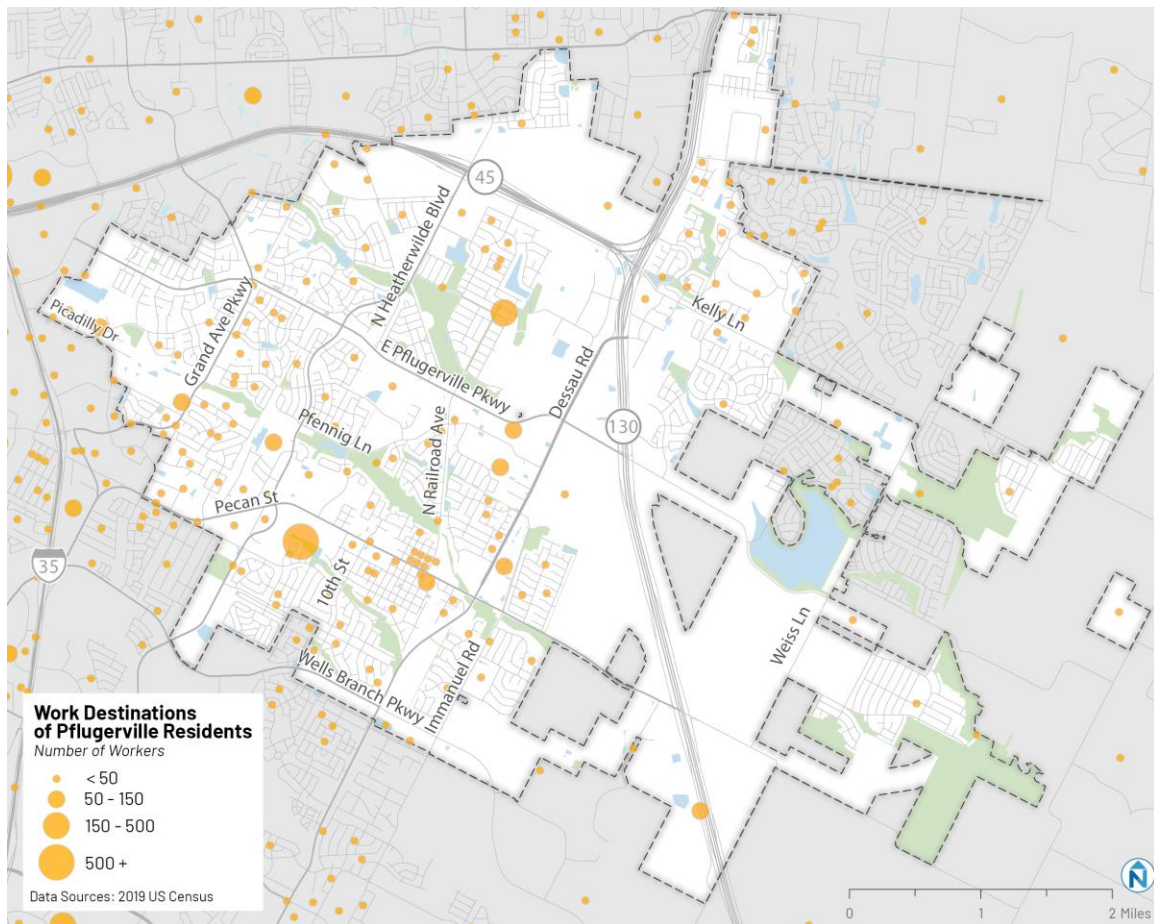 45
N Heatherwilde Blvd
Kelly Ln
Picadilly Dr
Grand Ave Pkwy
E Pflugerville Pkwy
Dessau Rd
130
Pfennig Ln
N Railroad Ave
Pecan St
35
10th St
Weiss Ln
Wells Branch Pkwy
Immanuel Rd
Work Destinations
of Pflugerville Residents
Number of Workers
< 50
50 - 150
150 - 500
500 +
Data Sources: 2019 US Census
N
0 1 2 Miles